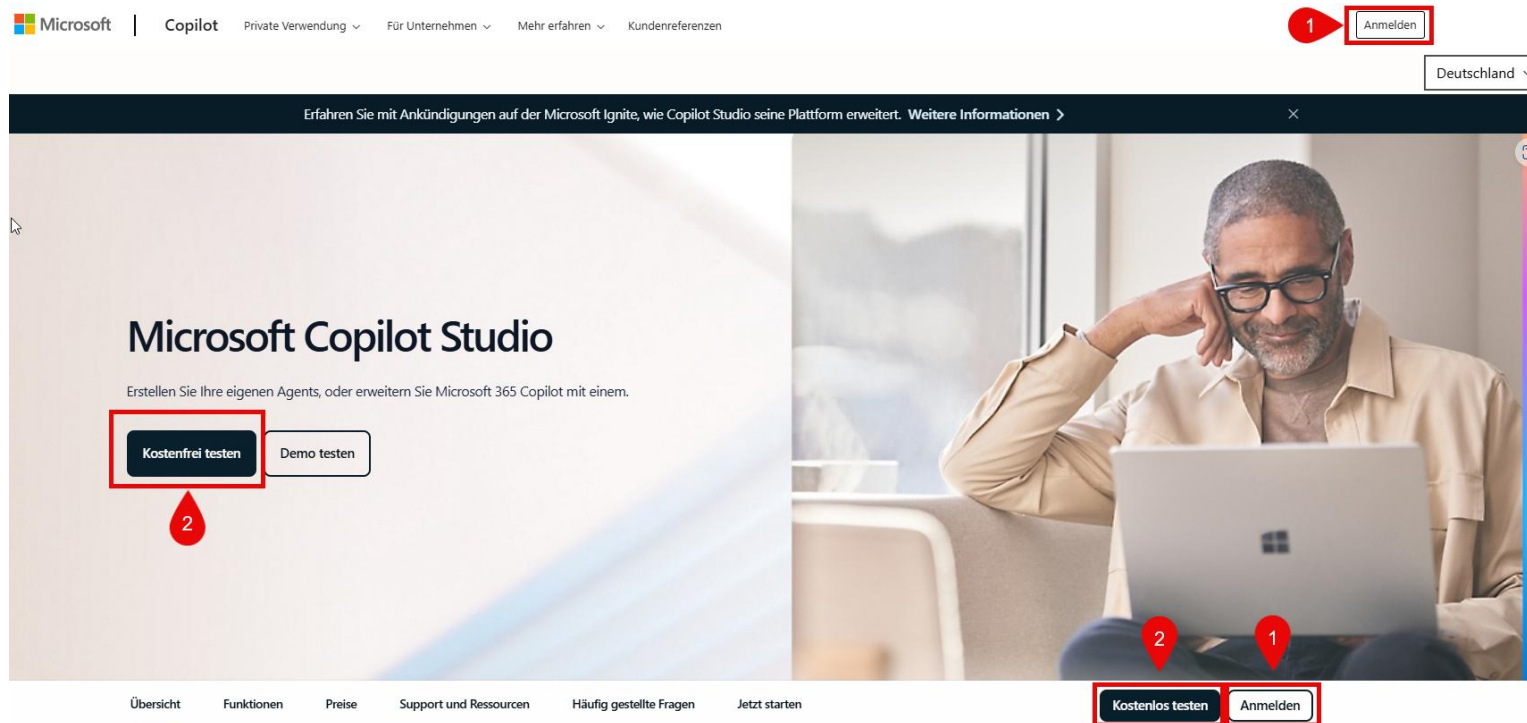 Microsoft Copilot Private Verwendung Für Unternehmen Mehr erfahren Kundenreferenzen 1 Anmelden
Deutschland
Erfahren Sie mit Ankündigungen auf der Microsoft Ignite, wie Copilot Studio seine Plattform erweitert. Weitere Informationen
Microsoft Copilot Studio
Erstellen Sie Ihre eigenen Agents, oder erweitern Sie Microsoft 365 Copilot mit einem.
Kostenfrei testen Demo testen
2
2 1
Übersicht Funktionen Preise Support und Ressourcen Häufig gestellte Fragen Jetzt starten Kostenlos testen Anmelden